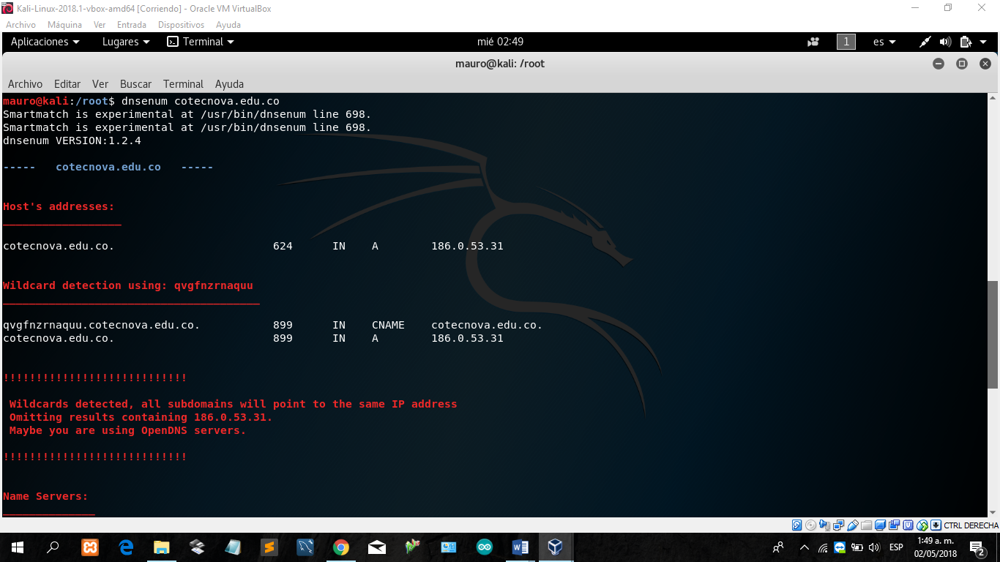 Kali-Linux-2018.1-vbox-amd64 [Corriendo] - Oracle VM VirtualBox
Archivo Máquina Ver Entrada Dispositivos Ayuda
Aplicaciones Lugares Terminal mié 02:49 1 es
mauro@kali: /root
Archivo Editar Ver Buscar Terminal Ayuda
mauro@kali:/root$ dnsenum cotecnova.edu.co
Smartmatch is experimental at /usr/bin/dnsenum line 698.
Smartmatch is experimental at /usr/bin/dnsenum line 698.
dnsenum VERSION:1.2.4
----- cotecnova.edu.co -----
Host's addresses:
__________________
cotecnova.edu.co. 624 IN A 186.0.53.31
Wildcard detection using: qvgfnzrnaquu
_______________________________________
qvgfnzrnaquu.cotecnova.edu.co. 899 IN CNAME cotecnova.edu.co.
cotecnova.edu.co. 899 IN A 186.0.53.31
!!!!!!!!!!!!!!!!!!!!!!!!!!!!
Wildcards detected, all subdomains will point to the same IP address
Omitting results containing 186.0.53.31.
Maybe you are using OpenDNS servers.
!!!!!!!!!!!!!!!!!!!!!!!!!!!!
Name Servers:
______________
CTRL DERECHA
ESP
1:49 a. m.
02/05/2018
2